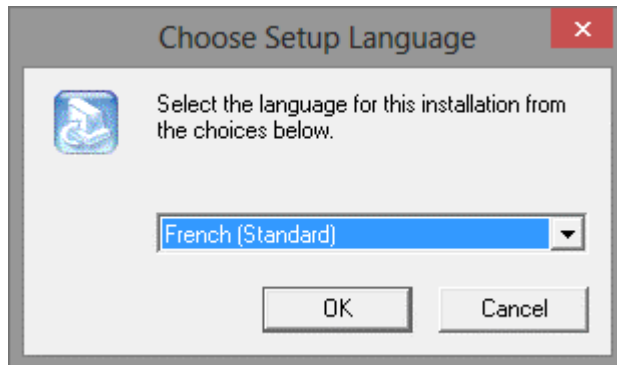 Choose Setup Language
Select the language for this installation from
the choices below.
French (Standard)
OK
Cancel